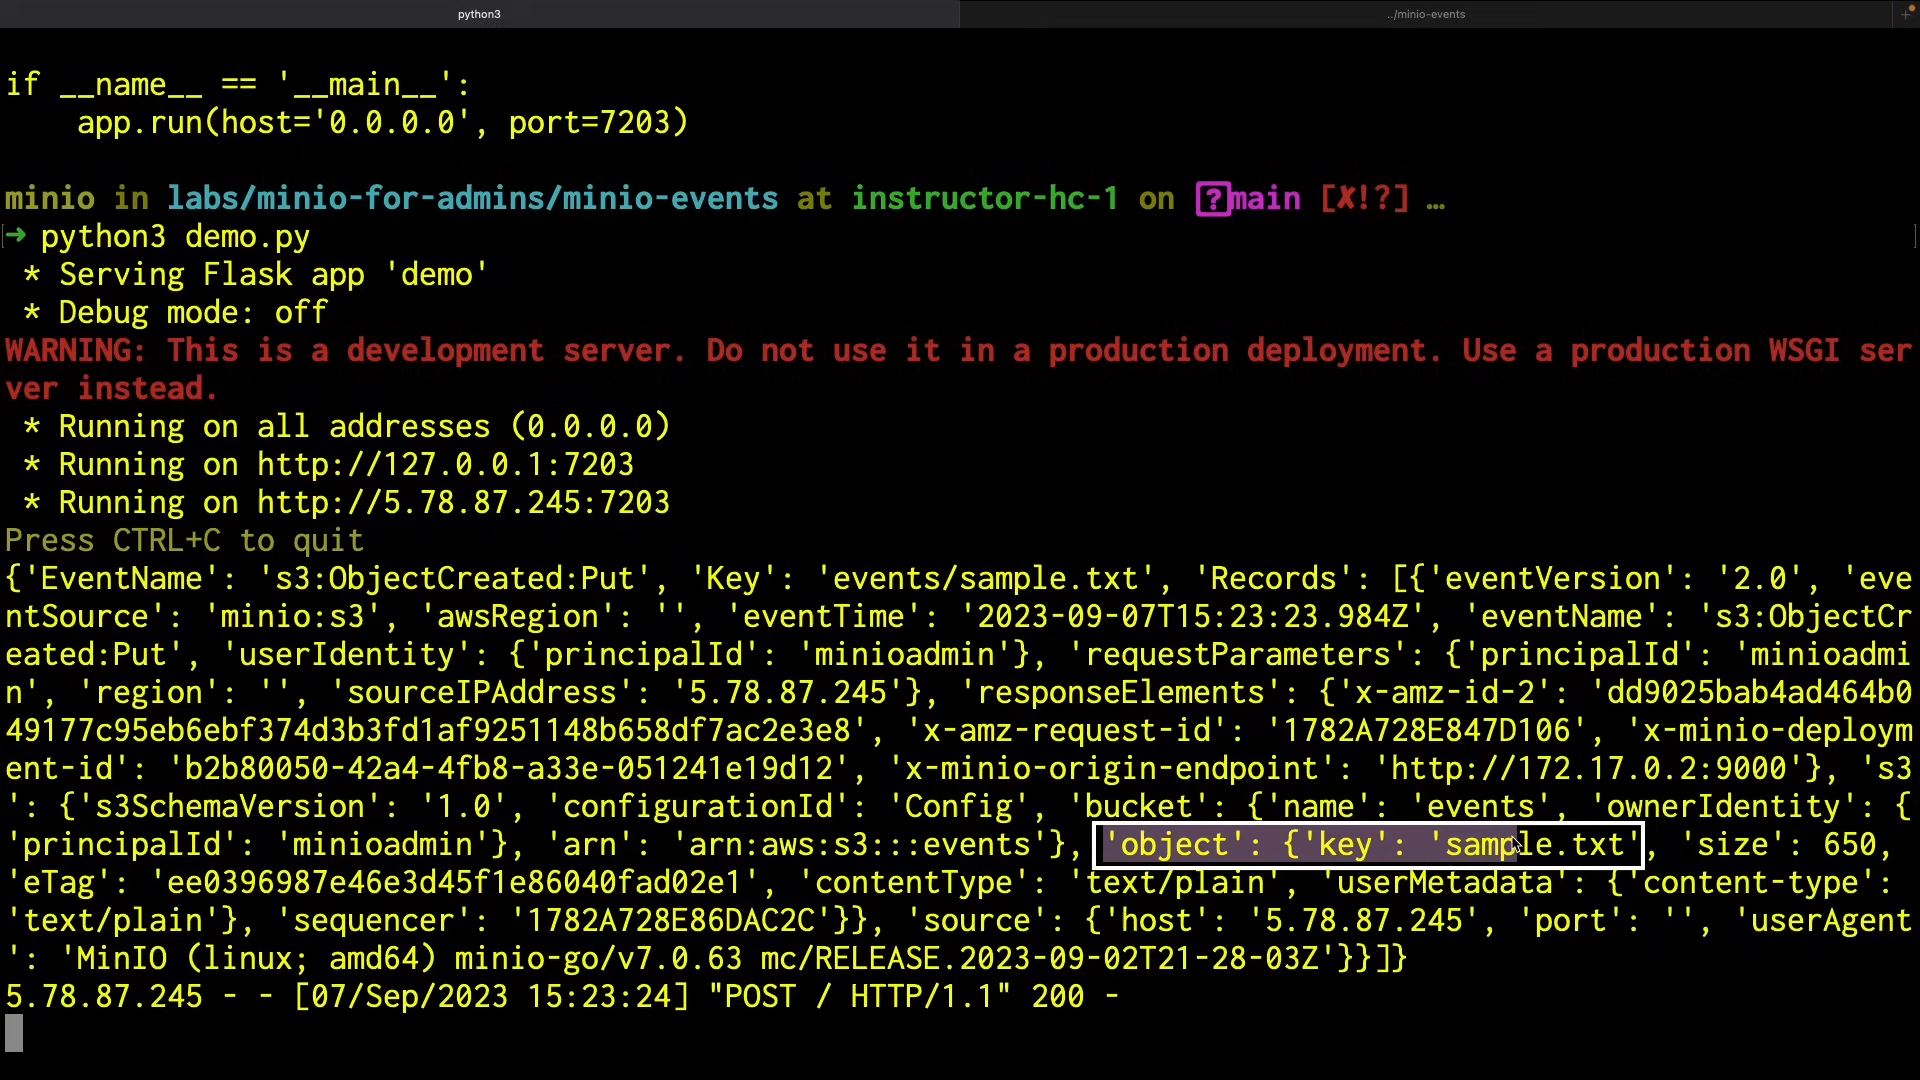 python3
../minio-events
+
if __name__ == '__main__':
    app.run(host='0.0.0.0', port=7203)
minio in labs/minio-for-admins/minio-events at instructor-hc-1 on [?]main [✘!?] …
[➜ python3 demo.py ]
 * Serving Flask app 'demo'
 * Debug mode: off
WARNING: This is a development server. Do not use it in a production deployment. Use a production WSGI ser
ver instead.
 * Running on all addresses (0.0.0.0)
 * Running on http://127.0.0.1:7203
 * Running on http://5.78.87.245:7203
Press CTRL+C to quit
{'EventName': 's3:ObjectCreated:Put', 'Key': 'events/sample.txt', 'Records': [{'eventVersion': '2.0', 'eve
ntSource': 'minio:s3', 'awsRegion': '', 'eventTime': '2023-09-07T15:23:23.984Z', 'eventName': 's3:ObjectCr
eated:Put', 'userIdentity': {'principalId': 'minioadmin'}, 'requestParameters': {'principalId': 'minioadmi
n', 'region': '', 'sourceIPAddress': '5.78.87.245'}, 'responseElements': {'x-amz-id-2': 'dd9025bab4ad464b0
49177c95eb6ebf374d3b3fd1af9251148b658df7ac2e3e8', 'x-amz-request-id': '1782A728E847D106', 'x-minio-deploym
ent-id': 'b2b80050-42a4-4fb8-a33e-051241e19d12', 'x-minio-origin-endpoint': 'http://172.17.0.2:9000'}, 's3
': {'s3SchemaVersion': '1.0', 'configurationId': 'Config', 'bucket': {'name': 'events', 'ownerIdentity': {
'principalId': 'minioadmin'}, 'arn': 'arn:aws:s3:::events'}, 'object': {'key': 'sample.txt', 'size': 650,
'eTag': 'ee0396987e46e3d45f1e86040fad02e1', 'contentType': 'text/plain', 'userMetadata': {'content-type':
'text/plain'}, 'sequencer': '1782A728E86DAC2C'}}, 'source': {'host': '5.78.87.245', 'port': '', 'userAgent
': 'MinIO (linux; amd64) minio-go/v7.0.63 mc/RELEASE.2023-09-02T21-28-03Z'}}]}
5.78.87.245 - - [07/Sep/2023 15:23:24] "POST / HTTP/1.1" 200 -